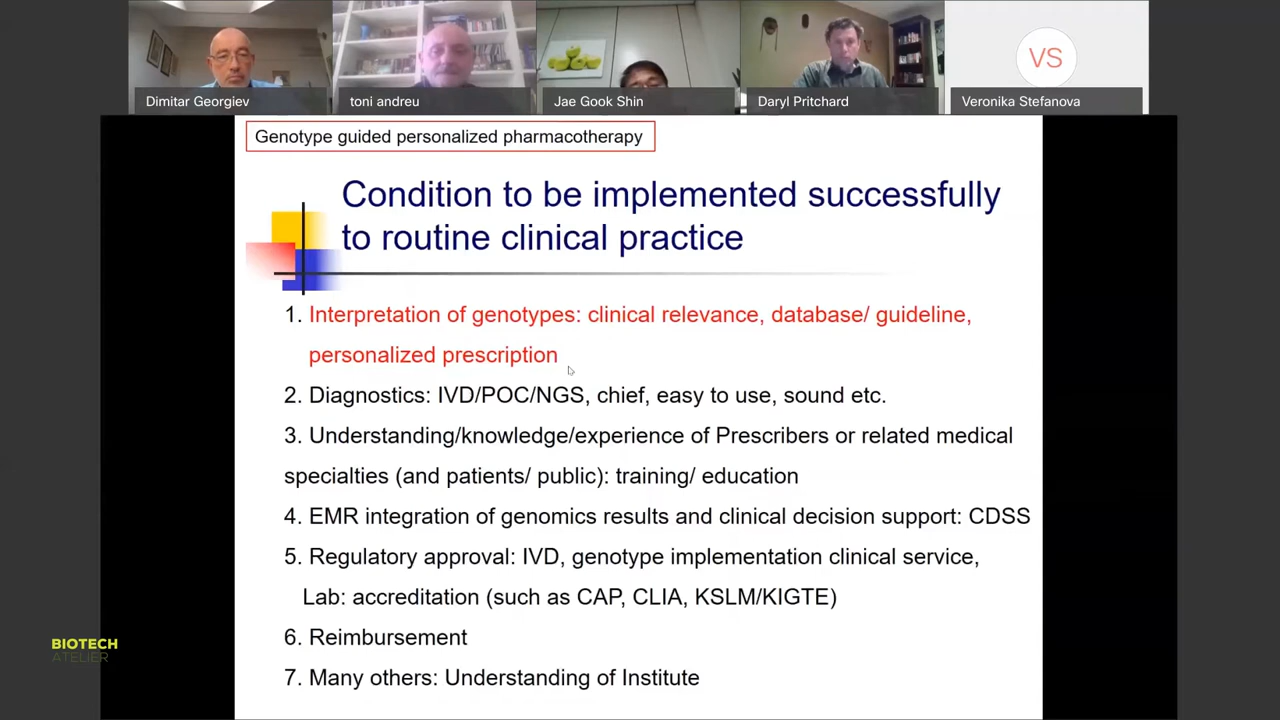 Dimitar Georgiev
toni andreu
Jae Gook Shin
Daryl Pritchard
VS
Veronika Stefanova
Genotype guided personalized pharmacotherapy
Condition to be implemented successfully
to routine clinical practice
1. Interpretation of genotypes: clinical relevance, database/ guideline,
personalized prescription
2. Diagnostics: IVD/POC/NGS, chief, easy to use, sound etc.
3. Understanding/knowledge/experience of Prescribers or related medical
specialties (and patients/ public): training/ education
4. EMR integration of genomics results and clinical decision support: CDSS
5. Regulatory approval: IVD, genotype implementation clinical service,
Lab: accreditation (such as CAP, CLIA, KSLM/KIGTE)
6. Reimbursement
7. Many others: Understanding of Institute
BIOTECH
ATELIER